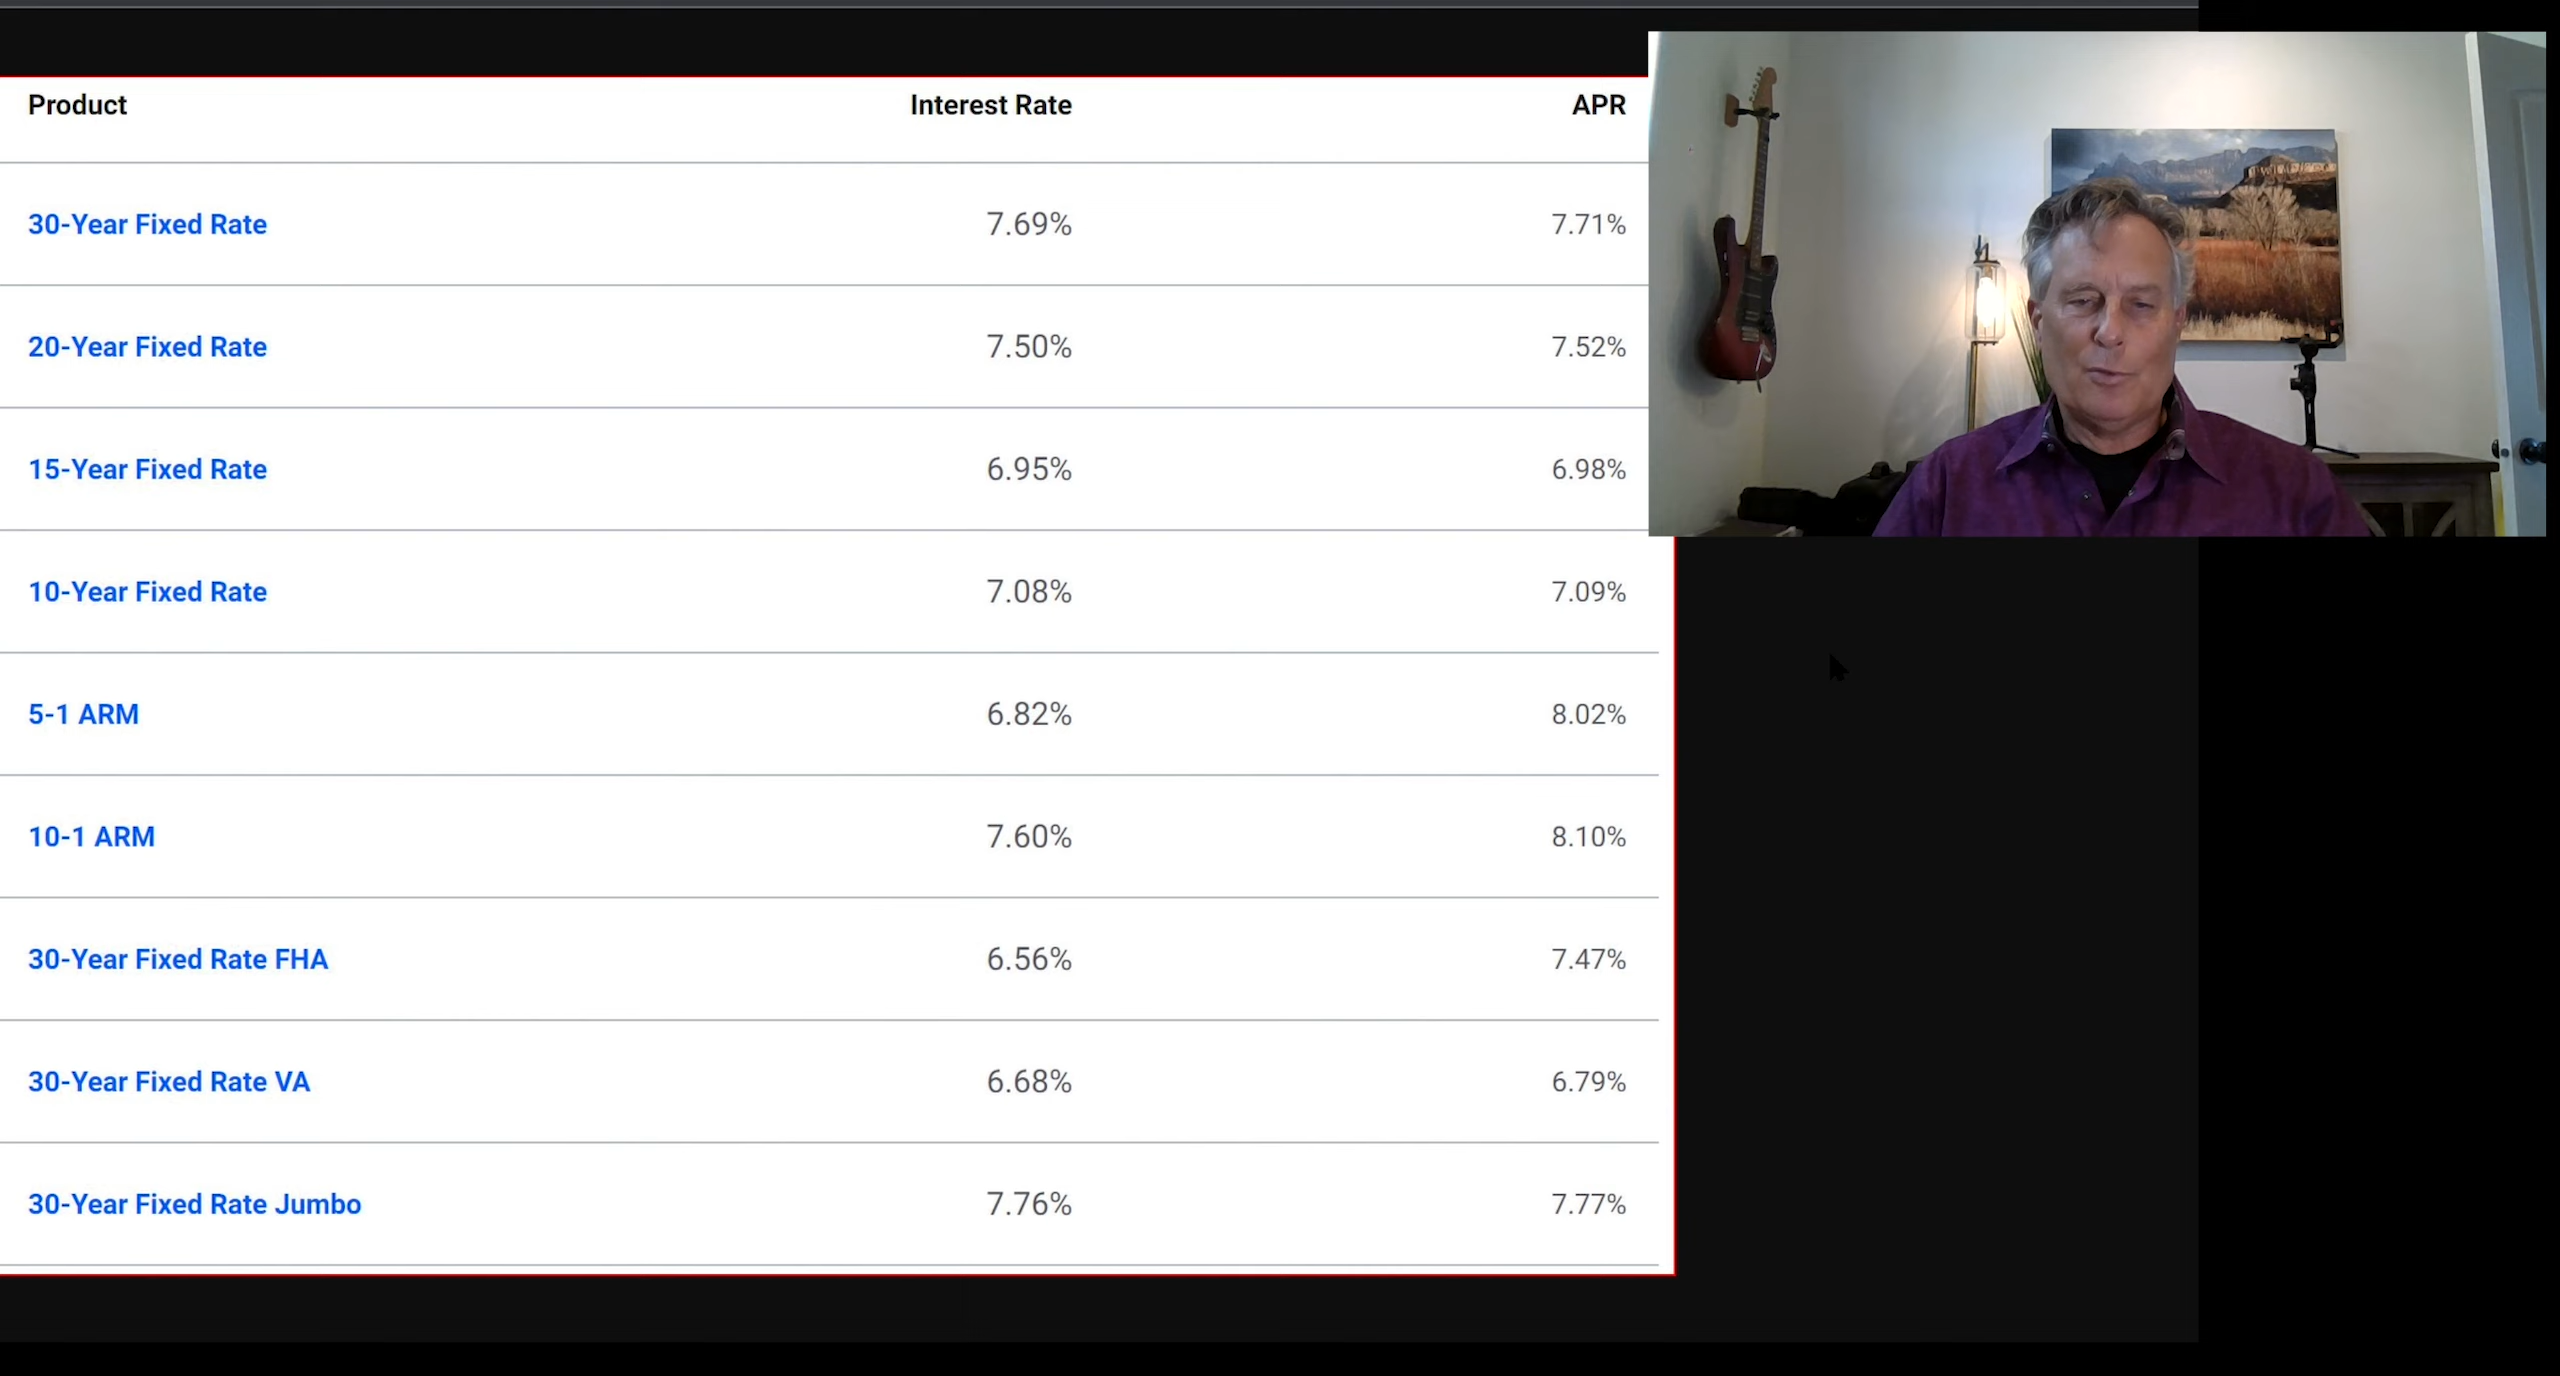 Product Interest Rate APR
30-Year Fixed Rate 7.69% 7.71%
20-Year Fixed Rate 7.50% 7.52%
15-Year Fixed Rate 6.95% 6.98%
10-Year Fixed Rate 7.08% 7.09%
5-1 ARM 6.82% 8.02%
10-1 ARM 7.60% 8.10%
30-Year Fixed Rate FHA 6.56% 7.47%
30-Year Fixed Rate VA 6.68% 6.79%
30-Year Fixed Rate Jumbo 7.76% 7.77%